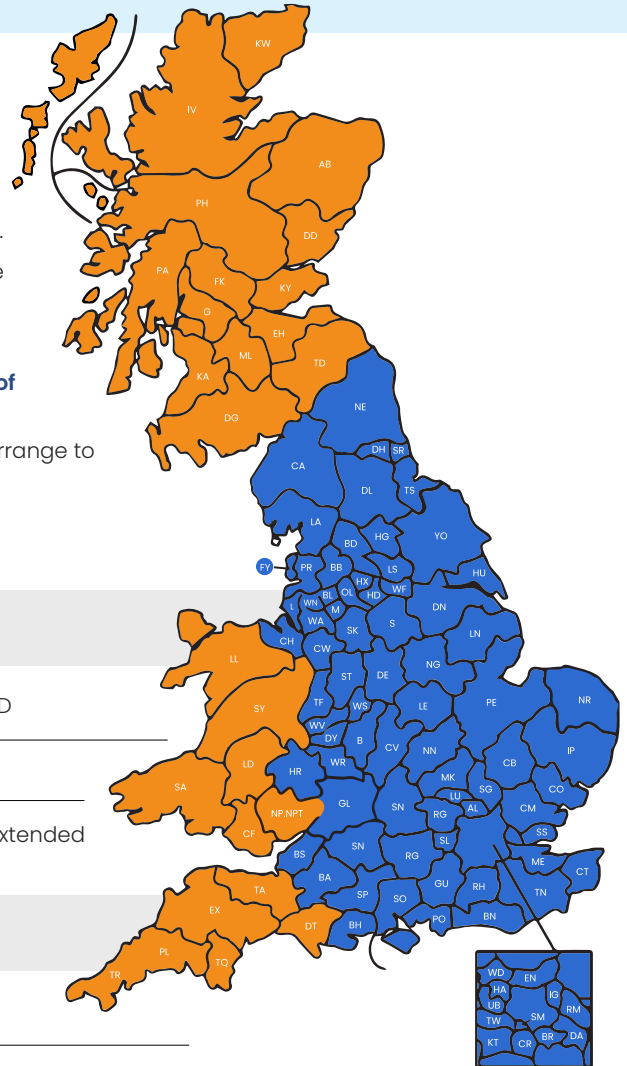 KW
IV
AB
PH
.
DD
e
PA
FK
KY
G
EH
ML
TD
KA
of
NE
DG
rrange to
DH
SR
CA
DL
TS
LA
YO
HG
BD
FY
PR
BB
LS
HU
HX
WF
OL
BL
HD
WN
L
M
DN
WA
S
SK
LN
CH
CW
LL
NG
ST
DE
PE
NR
TF
WS
LE
D
SY
WV
DY
B
CV
NN
IP
LD
WR
CB
HR
MK
SA
SG
CO
LU
GL
SN
AL
CM
NP,NPT
RG
xtended
CF
SS
SL
BS
SN
RG
ME
CT
BA
GU
RH
TN
TA
SP
SO
EX
DT
BH
PO
BN
PL
TQ
TR
WD
EN
HA
IG
UB
RM
TW
SM
BR
DA
KT
CR